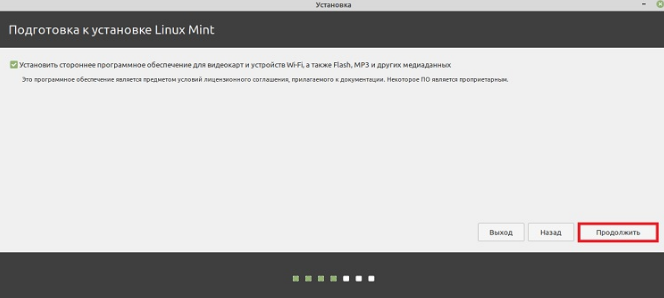 Установка
Подготовка к установке Linux Mint
Установить стороннее программное обеспечение для видеокарт и устройств Wi-Fi, а также Flash, MP3 и других медиаданных
Это программное обеспечение является предметом условий лицензионного соглашения, прилагаемого к документации. Некоторое ПО является проприетарным.
Выход Назад Продолжить